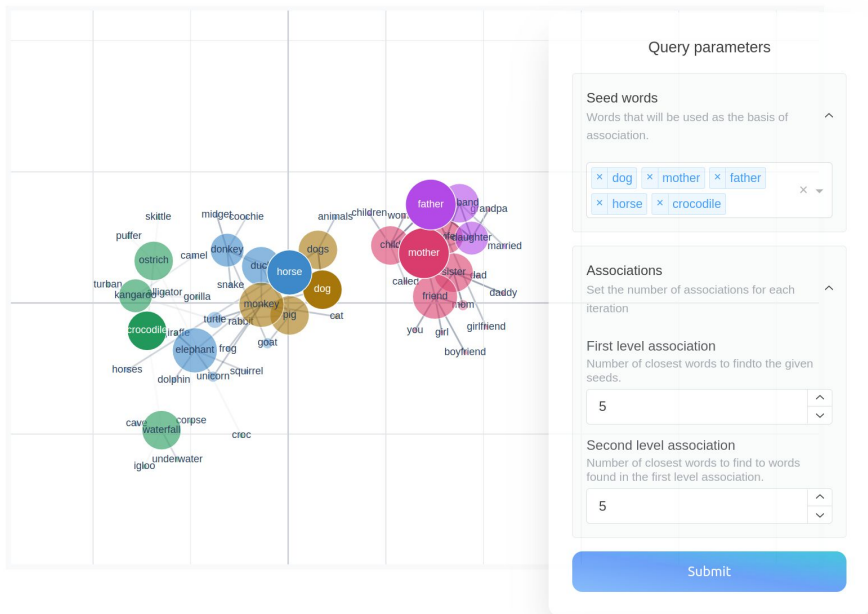 Query parameters
Seed words
Words that will be used as the basis of
association.
× dog × mother × father
× horse × crocodile
Associations
Set the number of associations for each
iteration
First level association
Number of closest words to findto the given
seeds.
5
Second level association
Number of closest words to find to words
found in the first level association.
5
Submit
father
mother
daughter
married
children
sister
called
friend
daddy
you
girl
girlfriend
boyfriend
animals
dogs
dog
horse
monkey
pig
cat
goat
skittle
midget
coochie
puffer
donkey
camel
ostrich
snake
turban
kangaroo
gorilla
turtle
rabbit
crocodile
elephant
frog
horses
dolphin
unicorn
squirrel
cave
corpse
waterfall
croc
underwater
igloo